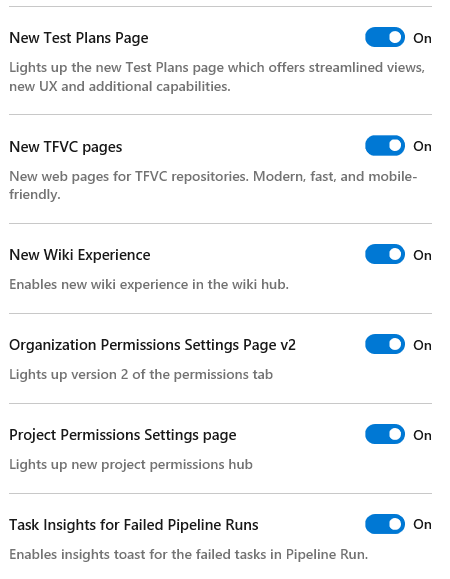 New Test Plans Page
On
Lights up the new Test Plans page which offers streamlined views,
new UX and additional capabilities.
New TFVC pages
On
New web pages for TFVC repositories. Modern, fast, and mobile-
friendly.
New Wiki Experience
On
Enables new wiki experience in the wiki hub.
Organization Permissions Settings Page v2
On
Lights up version 2 of the permissions tab
Project Permissions Settings page
On
Lights up new project permissions hub
Task Insights for Failed Pipeline Runs
On
Enables insights toast for the failed tasks in Pipeline Run.